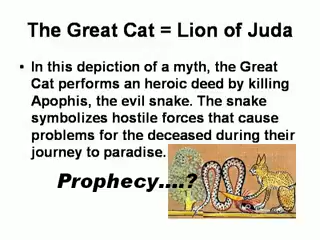 The Great Cat = Lion of Juda
• In this depiction of a myth, the Great
Cat performs an heroic deed by killing
Apophis, the evil snake. The snake
symbolizes hostile forces that cause
problems for the deceased during their
journey to paradise.
Prophecy....?